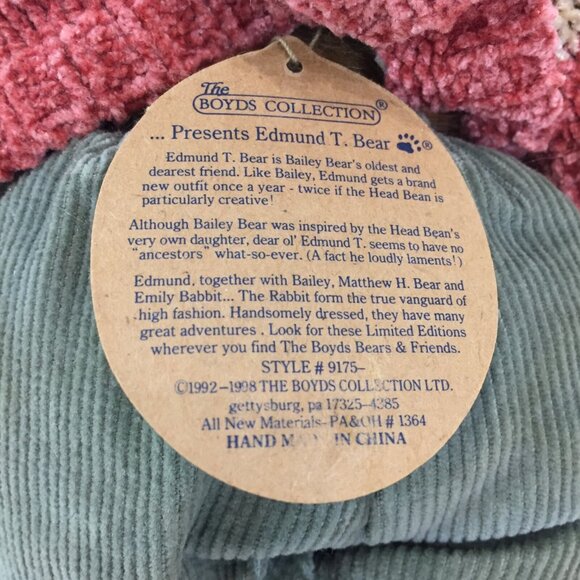 The
BOYDS COLLECTION®
... Presents Edmund T. Bear ®
Edmund T. Bear is Bailey Bear's oldest and
dearest friend. Like Bailey, Edmund gets a brand
new outfit once a year - twice if the Head Bean is
particularly creative!
Although Bailey Bear was inspired by the Head Bean's
very own daughter, dear ol' Edmund T. seems to have no
"ancestors" what-so-ever. (A fact he loudly laments!)
Edmund, together with Bailey, Matthew H. Bear and
Emily Babbit... The Rabbit form the true vanguard of
high fashion. Handsomely dressed, they have many
great adventures . Look for these Limited Editions
wherever you find The Boyds Bears & Friends.
STYLE # 9175-
©1992-1998 THE BOYDS COLLECTION LTD.
gettysburg, pa 17325-4385
All New Materials-PA&OH # 1364
HAND MADE IN CHINA